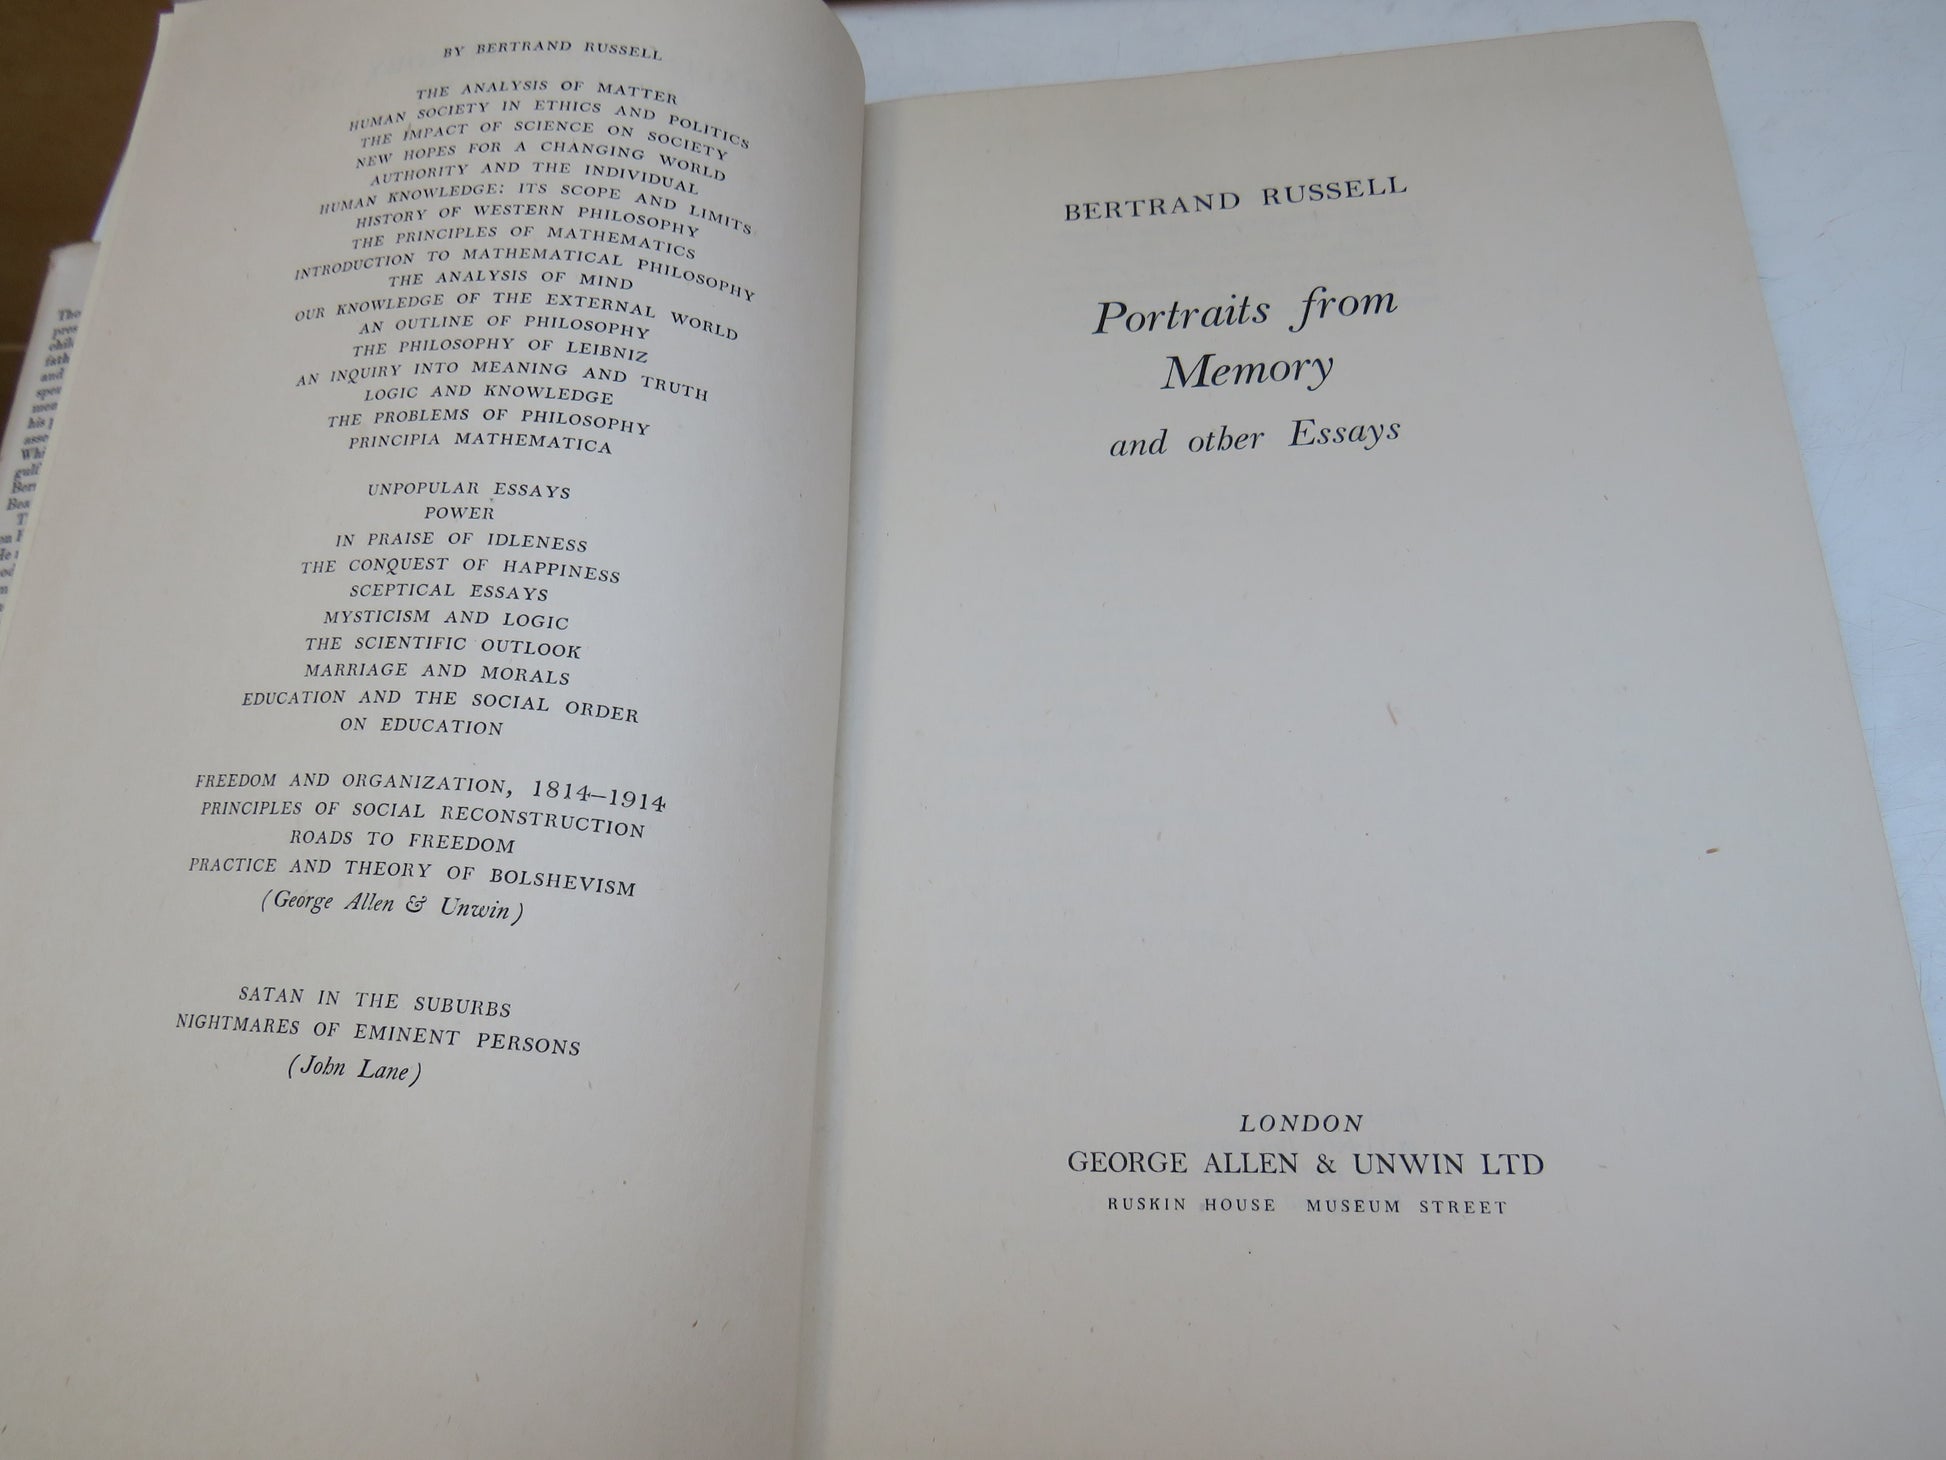 BY BERTRAND RUSSELL
THE ANALYSIS OF MATTER
HUMAN SOCIETY IN ETHICS AND POLITICS
THE IMPACT OF SCIENCE ON SOCIETY
NEW HOPES FOR A CHANGING WORLD
AUTHORITY AND THE INDIVIDUAL
HUMAN KNOWLEDGE: ITS SCOPE AND LIMITS
HISTORY OF WESTERN PHILOSOPHY
THE PRINCIPLES OF MATHEMATICS
INTRODUCTION TO MATHEMATICAL PHILOSOPHY
THE ANALYSIS OF MIND
OUR KNOWLEDGE OF THE EXTERNAL WORLD
AN OUTLINE OF PHILOSOPHY
THE PHILOSOPHY OF LEIBNIZ
AN INQUIRY INTO MEANING AND TRUTH
LOGIC AND KNOWLEDGE
THE PROBLEMS OF PHILOSOPHY
PRINCIPIA MATHEMATICA
UNPOPULAR ESSAYS
POWER
IN PRAISE OF IDLENESS
THE CONQUEST OF HAPPINESS
SCEPTICAL ESSAYS
MYSTICISM AND LOGIC
THE SCIENTIFIC OUTLOOK
MARRIAGE AND MORALS
EDUCATION AND THE SOCIAL ORDER
ON EDUCATION
FREEDOM AND ORGANIZATION, 1814–1914
PRINCIPLES OF SOCIAL RECONSTRUCTION
ROADS TO FREEDOM
PRACTICE AND THEORY OF BOLSHEVISM
(George Allen & Unwin)
SATAN IN THE SUBURBS
NIGHTMARES OF EMINENT PERSONS
(John Lane)
BERTRAND RUSSELL
Portraits from
Memory
and other Essays
LONDON
GEORGE ALLEN & UNWIN LTD
RUSKIN HOUSE MUSEUM STREET